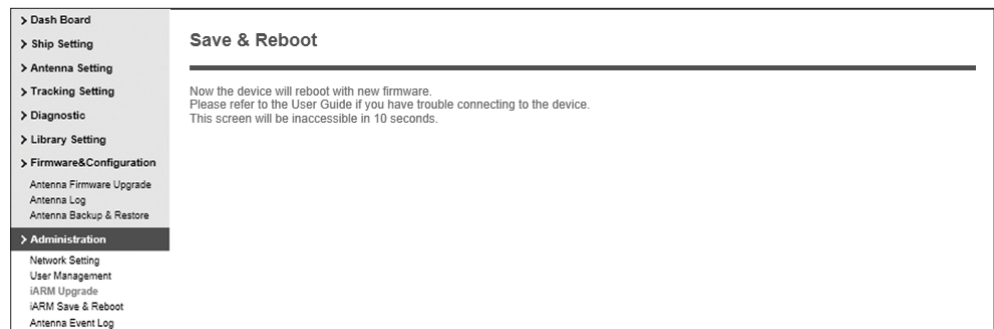 > Dash Board
> Ship Setting
> Antenna Setting
> Tracking Setting
> Diagnostic
> Library Setting
> Firmware&Configuration
Antenna Firmware Upgrade
Antenna Log
Antenna Backup & Restore
> Administration
Network Setting
User Management
iARM Upgrade
iARM Save & Reboot
Antenna Event Log
Save & Reboot
Now the device will reboot with new firmware.
Please refer to the User Guide if you have trouble connecting to the device.
This screen will be inaccessible in 10 seconds.